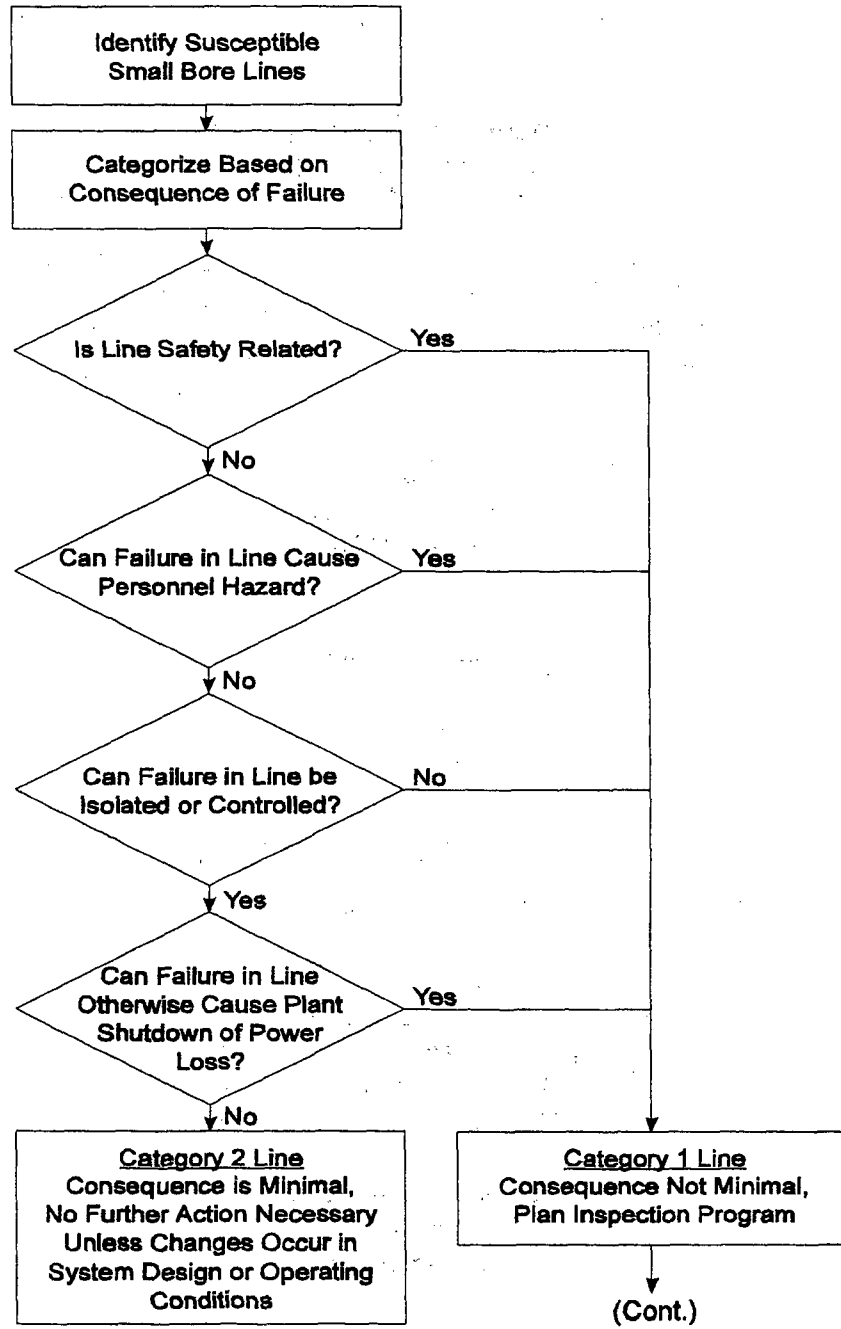 Identify Susceptible
Small Bore Lines
Categorize Based on
Consequence of Failure
Is Line Safety Related?
Yes
No
Can Failure in Line Cause
Personnel Hazard?
Yes
No
Can Failure in Line be
Isolated or Controlled?
No
Yes
Can Failure in Line
Otherwise Cause Plant
Shutdown of Power
Loss?
Yes
No
Category 2 Line
Consequence is Minimal,
No Further Action Necessary
Unless Changes Occur in
System Design or Operating
Conditions
Category 1 Line
Consequence Not Minimal,
Plan Inspection Program
(Cont.)